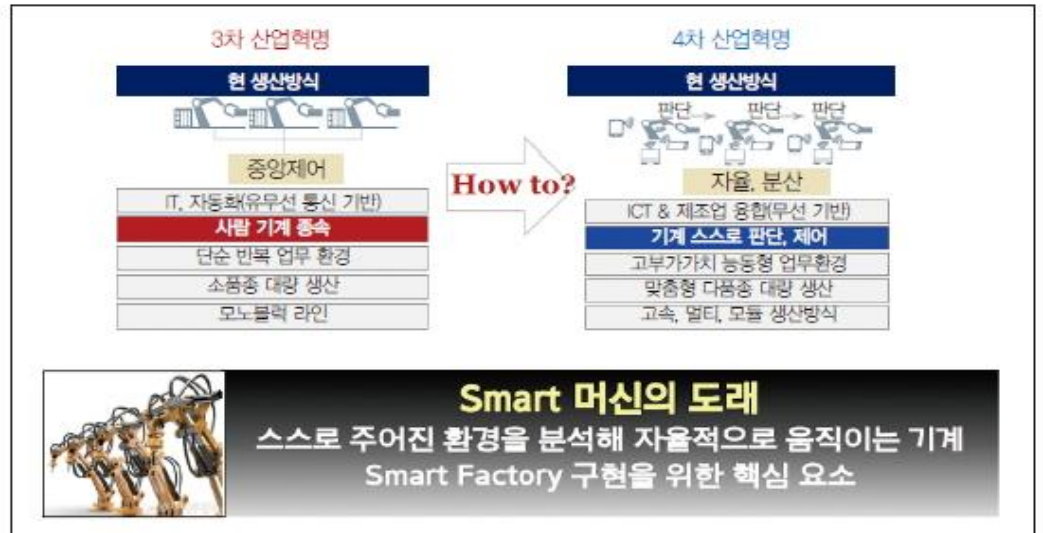 3차 산업혁명
현 생산방식
중앙제어
IT, 자동화(유무선 통신 기반)
사람 기계 종속
단순 반복 업무 환경
소품종 대량 생산
모노블럭 라인
How to?
4차 산업혁명
현 생산방식
판단 판단 판단
자율, 분산
ICT & 제조업 융합(무선 기반)
기계 스스로 판단, 제어
고부가가치 능동형 업무환경
맞춤형 다품종 대량 생산
고속, 멀티, 모듈 생산방식
Smart 머신의 도래
스스로 주어진 환경을 분석해 자율적으로 움직이는 기계
Smart Factory 구현을 위한 핵심 요소